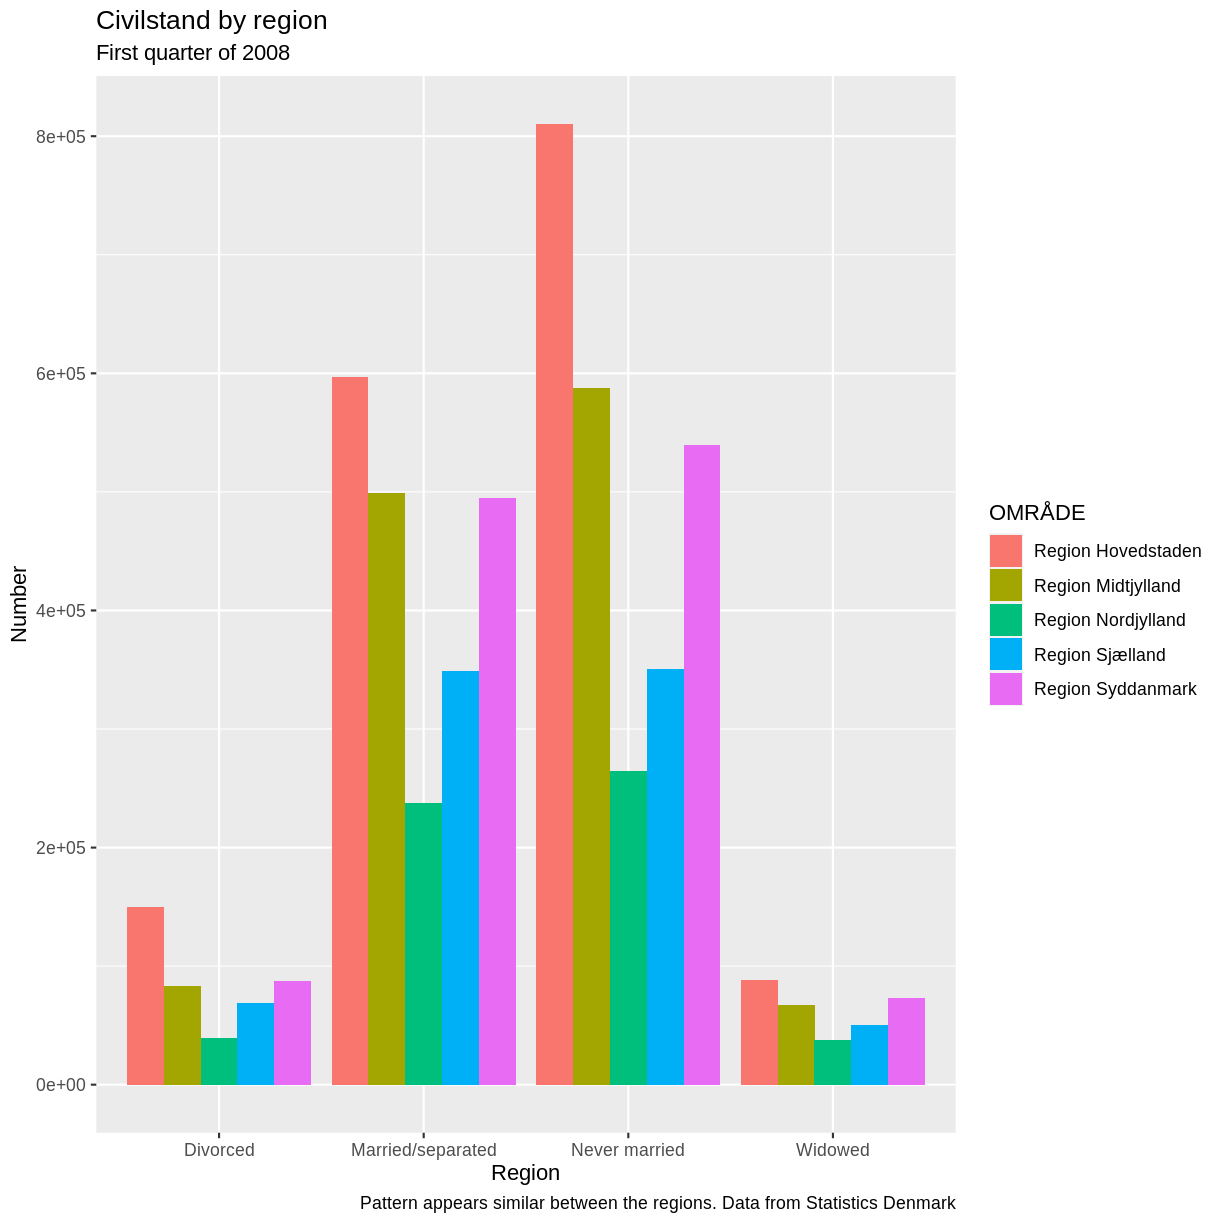 Civilstand by region
First quarter of 2008
8e+05
6e+05
4e+05
2e+05
0e+00
Number
Divorced
Married/separated
Never married
Widowed
Region
OMRÅDE
Region Hovedstaden
Region Midtjylland
Region Nordjylland
Region Sjælland
Region Syddanmark
Pattern appears similar between the regions. Data from Statistics Denmark